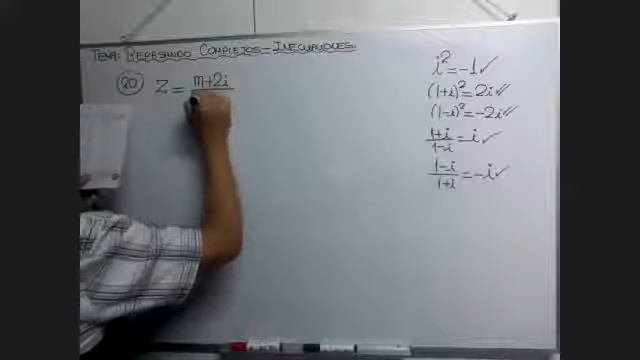 TEMA: REPASANDO COMPLEJOS - INECUACIONES.
20 Z = m+2i
i² = -1 ✓
(1+i)² = 2i ✓
(1-i)² = -2i ✓
1+i/1-i = i ✓
1-i/1+i = -i ✓